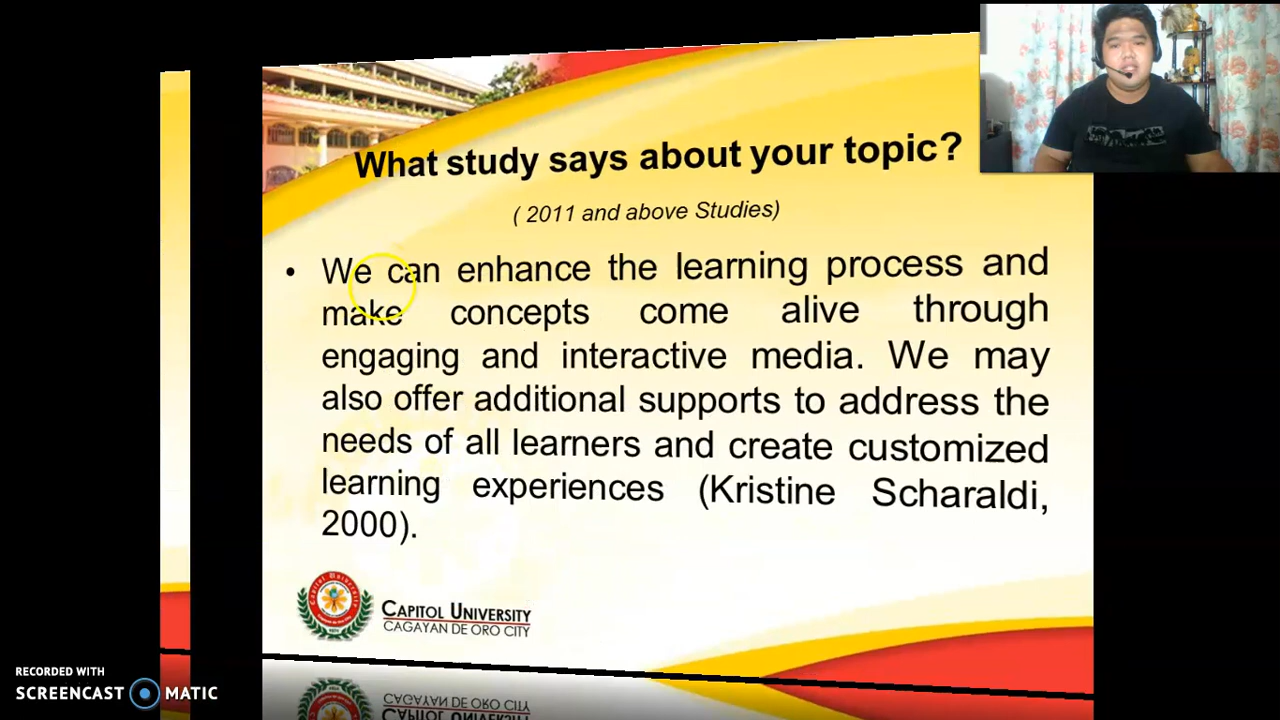 What study says about your topic?
( 2011 and above Studies)
• We can enhance the learning process and
make concepts come alive through
engaging and interactive media. We may
also offer additional supports to address the
needs of all learners and create customized
learning experiences (Kristine Scharaldi,
2000).
CAPITOL UNIVERSITY
CAGAYAN DE ORO CITY
RECORDED WITH
SCREENCAST MATIC